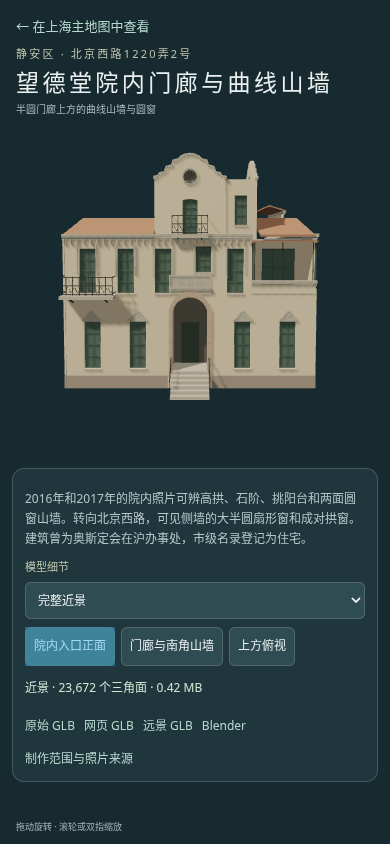 ← 在上海主地图中查看
静安区 · 北京西路1220弄2号
望德堂院内门廊与曲线山墙
半圆门廊上方的曲线山墙与圆窗
2016年和2017年的院内照片可辨高拱、石阶、挑阳台和两面圆
窗山墙。转向北京西路，可见侧墙的大半圆扇形窗和成对拱窗。
建筑曾为奥斯定会在沪办事处，市级名录登记为住宅。
模型细节
完整近景
院内入口正面 门廊与南角山墙 上方俯视
近景 · 23,672 个三角面 · 0.42 MB
原始 GLB 网页 GLB 远景 GLB Blender
制作范围与照片来源
拖动旋转 · 滚轮或双指缩放